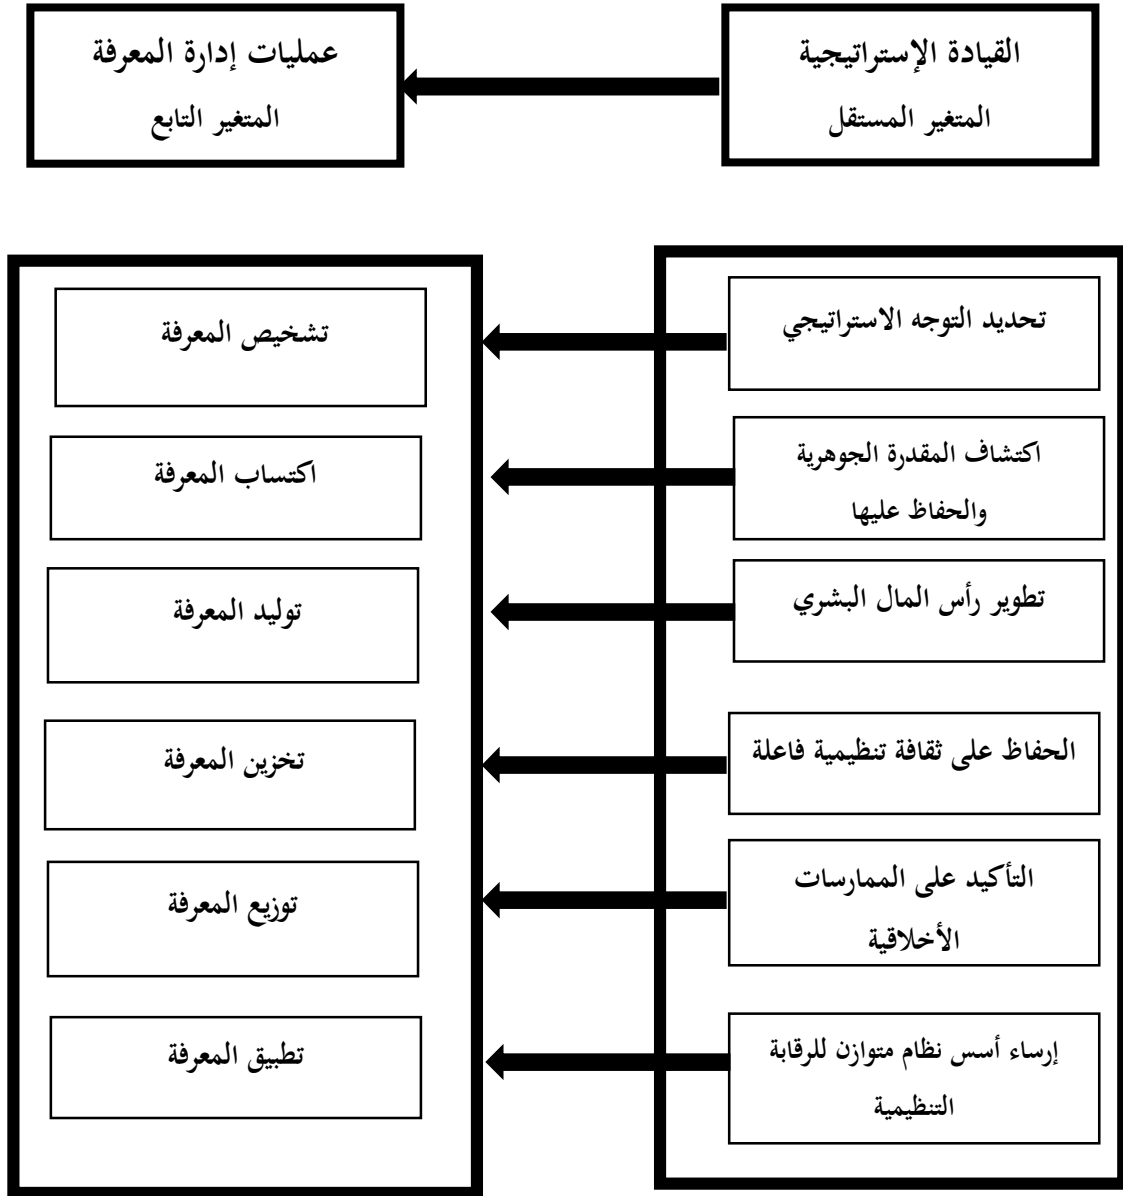 القيادة الإستراتيجية
المتغير المستقل
عمليات إدارة المعرفة
المتغير التابع
تحديد التوجه الاستراتيجي
تشخيص المعرفة
اكتشاف المقدرة الجوهرية
والحفاظ عليها
اكتساب المعرفة
تطوير رأس المال البشري
توليد المعرفة
الحفاظ على ثقافة تنظيمية فاعلة
تخزين المعرفة
التأكيد على الممارسات
الأخلاقية
توزيع المعرفة
إرساء أسس نظام متوازن للرقابة
التنظيمية
تطبيق المعرفة